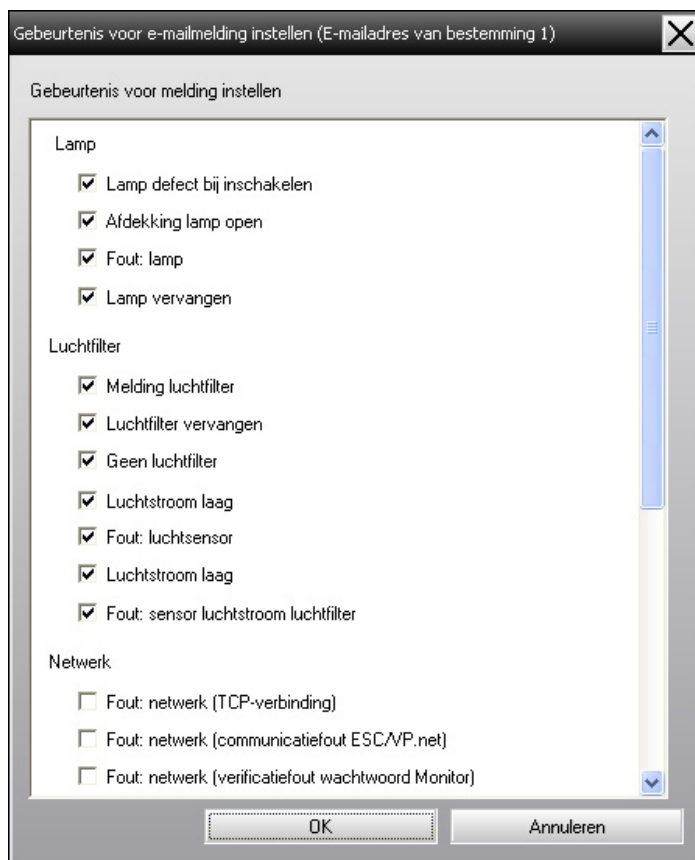 Gebeurtenis voor e-mailmelding instellen (E-mailadres van bestemming 1)
Gebeurtenis voor melding instellen
Lamp
Lamp defect bij inschakelen
Afdekking lamp open
Fout: lamp
Lamp vervangen
Luchtfilter
Melding luchtfilter
Luchtfilter vervangen
Geen luchtfilter
Luchtstroom laag
Fout: luchtsensor
Luchtstroom laag
Fout: sensor luchtstroom luchtfilter
Netwerk
Fout: netwerk (TCP-verbinding)
Fout: netwerk (communicatiefout ESC/VP.net)
Fout: netwerk (verificatiefout wachtwoord Monitor)
OK
Annuleren